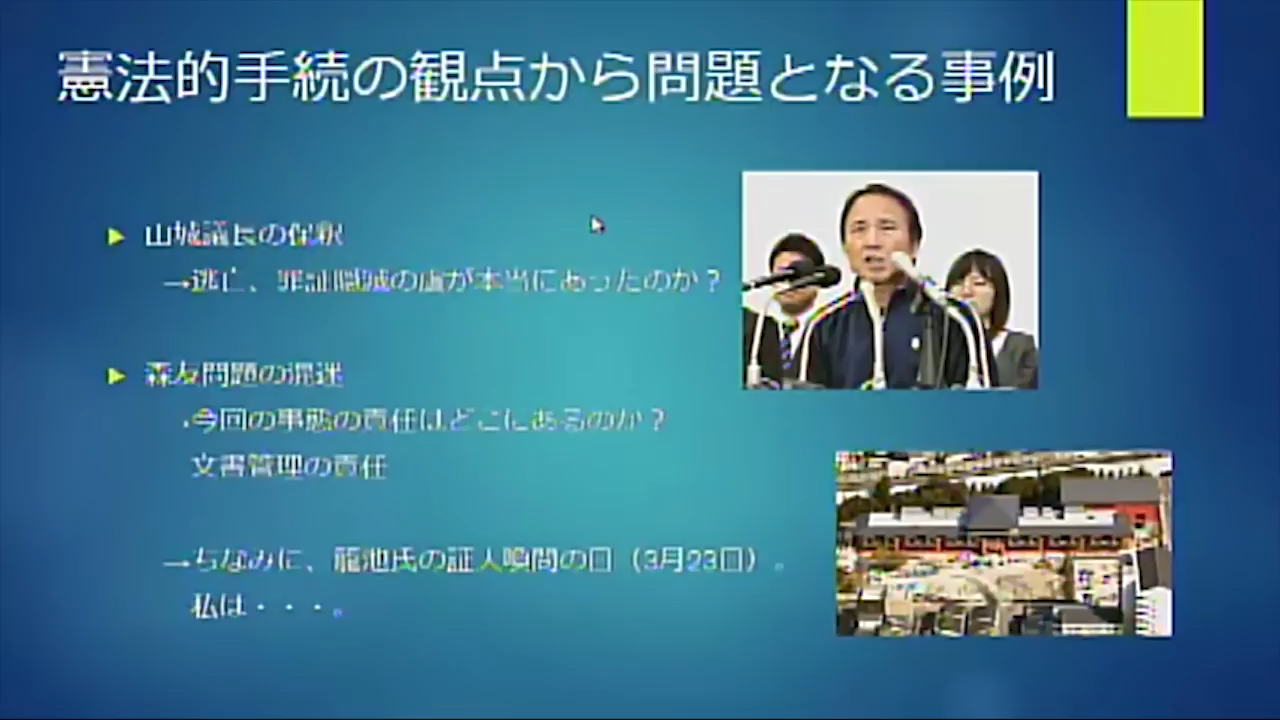 憲法的手続の観点から問題となる事例
山城議長の保釈
→逃亡、罪証隠滅の虞が本当にあったのか？
森友問題の混迷
→今回の事態の責任はどこにあるのか？
文書管理の責任
→ちなみに、籠池氏の証人喚問の日（3月23日）。
私は・・・。